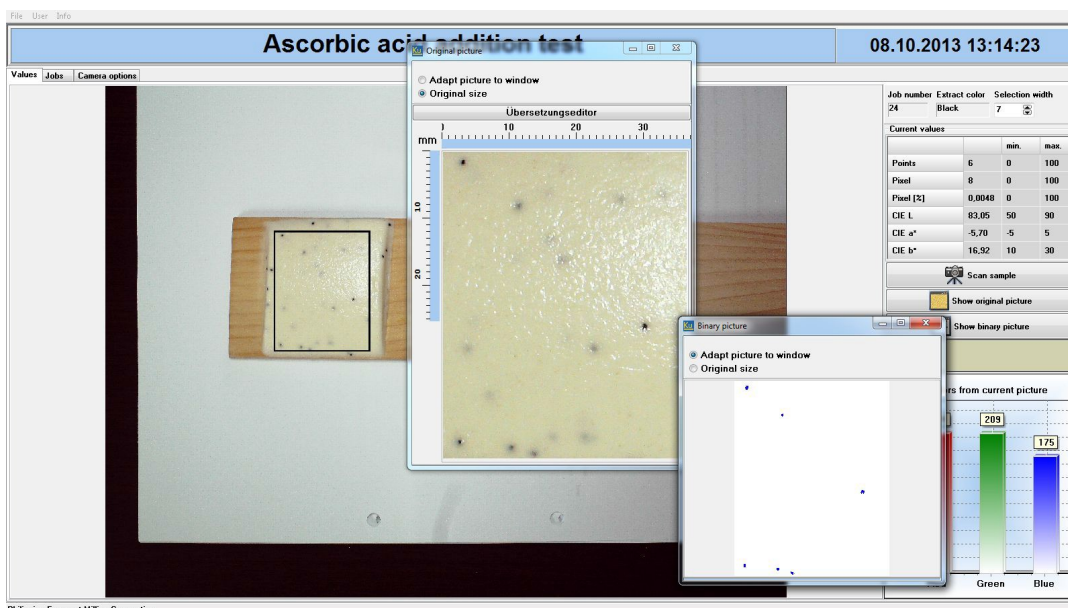 File User Info
Ascorbic acid addition test
08.10.2013 13:14:23
Values Jobs Camera options
Original picture
Adapt picture to window
Original size
Übersetzungseditor
10 20 30
mm
10
20
Binary picture
Adapt picture to window
Original size
Job number Extract color Selection width
24 Black 7
Current values
min. max.
Points 6 0 100
Pixel 8 0 100
Pixel [%] 0,0048 0 100
CIE L 83,05 50 90
CIE a* -5,70 -5 5
CIE b* 16,92 10 30
Scan sample
Show original picture
Show binary picture
from current picture
209
175
Green Blue